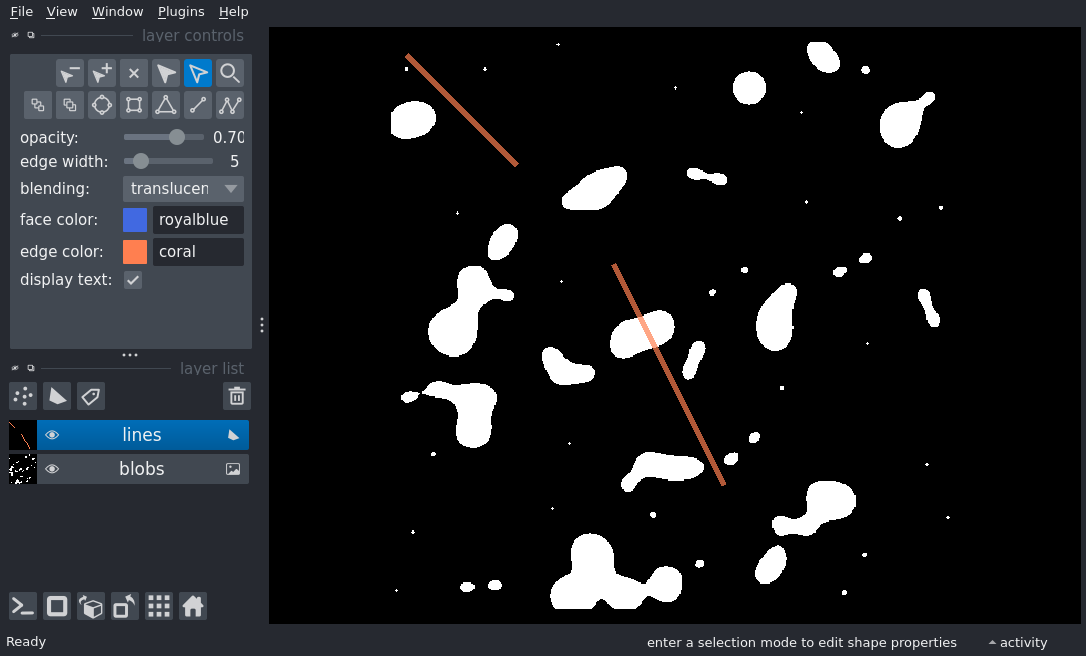 File View Window Plugins Help
layer controls
opacity: 0.70
edge width: 5
blending: translucen
face color: royalblue
edge color: coral
display text:
layer list
lines
blobs
Ready enter a selection mode to edit shape properties activity